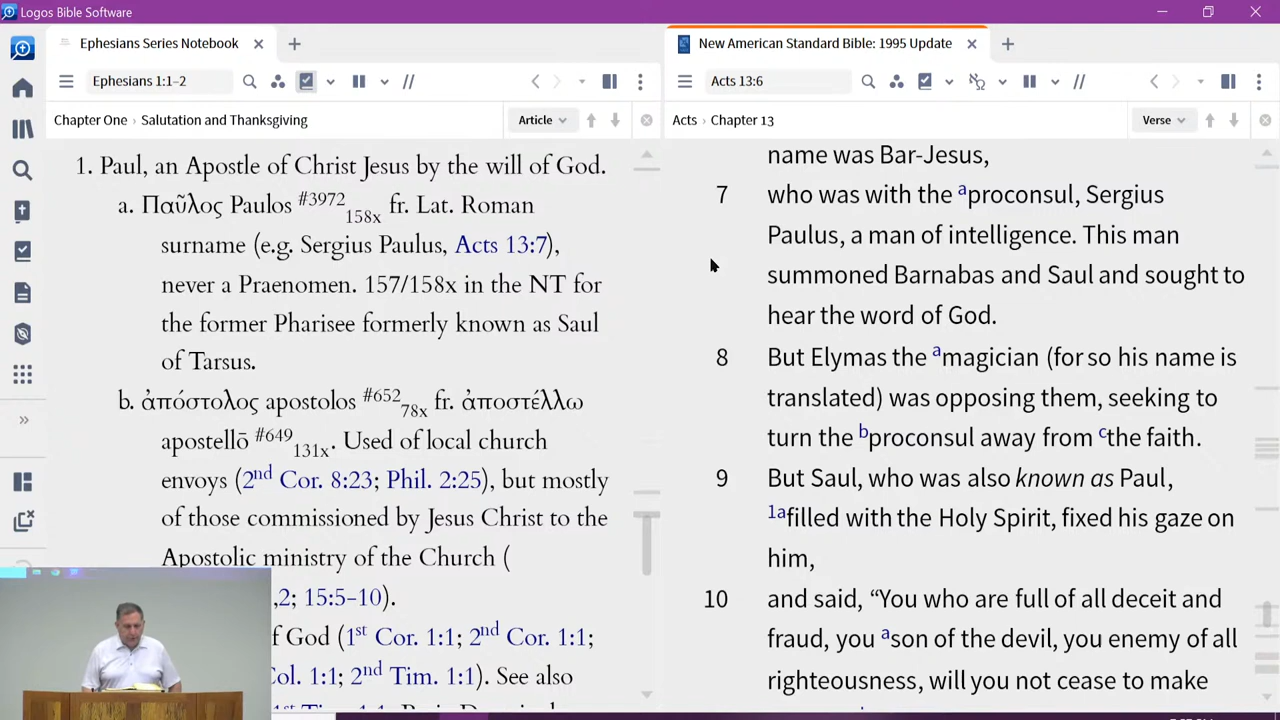 Logos Bible Software
Ephesians Series Notebook
Ephesians 1:1–2
Chapter One › Salutation and Thanksgiving
Article
1. Paul, an Apostle of Christ Jesus by the will of God.
a. Παῦλος Paulos #3972 158x fr. Lat. Roman
surname (e.g. Sergius Paulus, Acts 13:7),
never a Praenomen. 157/158x in the NT for
the former Pharisee formerly known as Saul
of Tarsus.
b. ἀπόστολος apostolos #652 78x fr. ἀποστέλλω
apostellō #649 131x. Used of local church
envoys (2nd Cor. 8:23; Phil. 2:25), but mostly
of those commissioned by Jesus Christ to the
Apostolic ministry of the Church (
,2; 15:5–10).
f God (1st Cor. 1:1; 2nd Cor. 1:1;
Col. 1:1; 2nd Tim. 1:1). See also
New American Standard Bible: 1995 Update
Acts 13:6
Acts › Chapter 13
Verse
name was Bar-Jesus,
7 who was with the aproconsul, Sergius
Paulus, a man of intelligence. This man
summoned Barnabas and Saul and sought to
hear the word of God.
8 But Elymas the amagician (for so his name is
translated) was opposing them, seeking to
turn the bproconsul away from cthe faith.
9 But Saul, who was also known as Paul,
1afilled with the Holy Spirit, fixed his gaze on
him,
10 and said, “You who are full of all deceit and
fraud, you ason of the devil, you enemy of all
righteousness, will you not cease to make